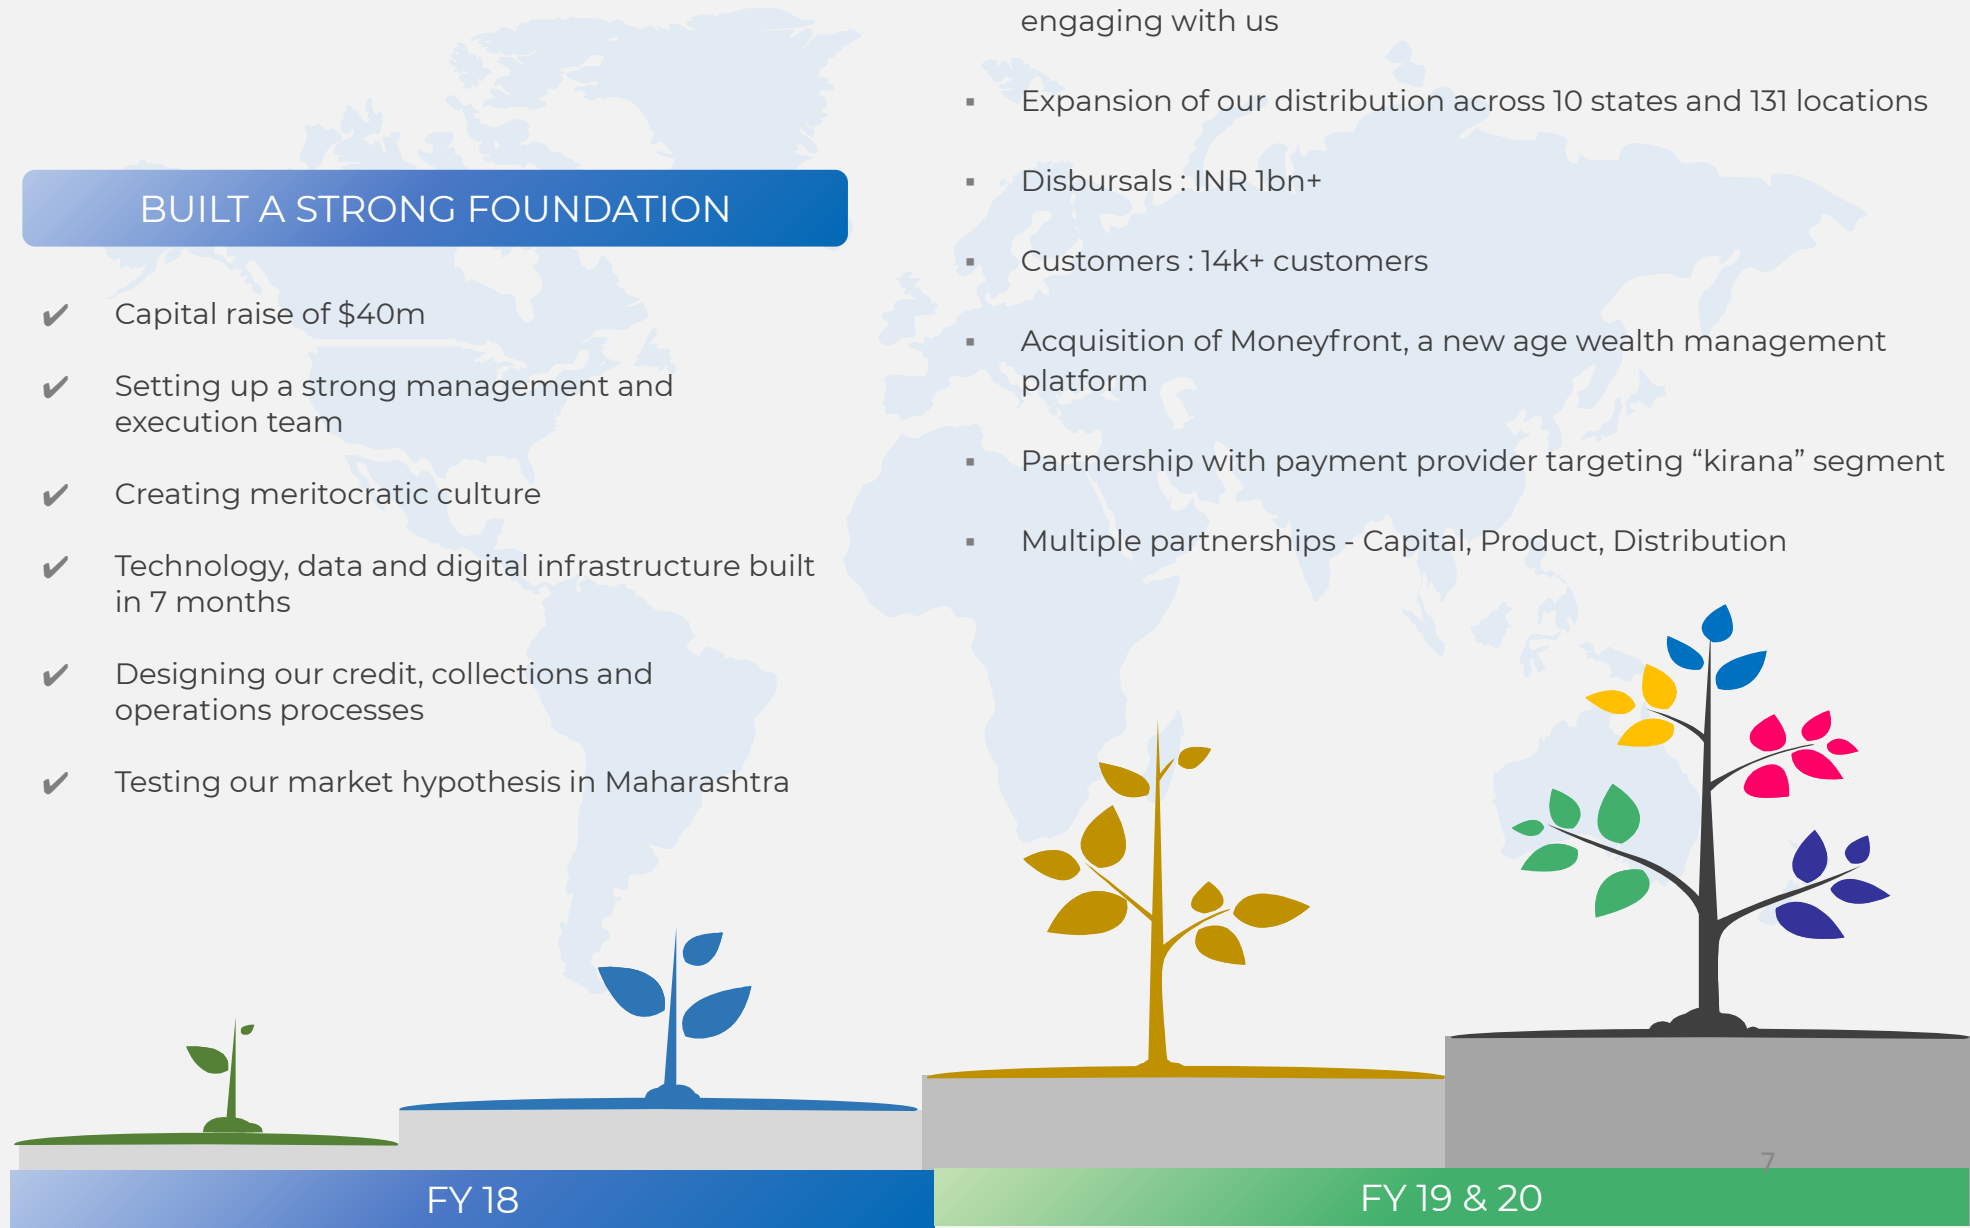 BUILT A STRONG FOUNDATION
✔ Capital raise of $40m
✔ Setting up a strong management and
execution team
✔ Creating meritocratic culture
✔ Technology, data and digital infrastructure built
in 7 months
✔ Designing our credit, collections and
operations processes
✔ Testing our market hypothesis in Maharashtra
engaging with us
▪ Expansion of our distribution across 10 states and 131 locations
▪ Disbursals : INR 1bn+
▪ Customers : 14k+ customers
▪ Acquisition of Moneyfront, a new age wealth management
platform
▪ Partnership with payment provider targeting “kirana” segment
▪ Multiple partnerships - Capital, Product, Distribution
7
FY 18
FY 19 & 20